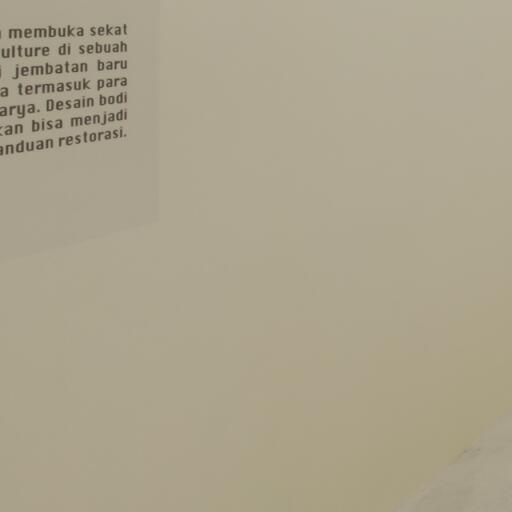 membuka sekat
ulture di sebuah
jembatan baru
a termasuk para
arya. Desain bodi
kan bisa menjadi
anduan restorasi.